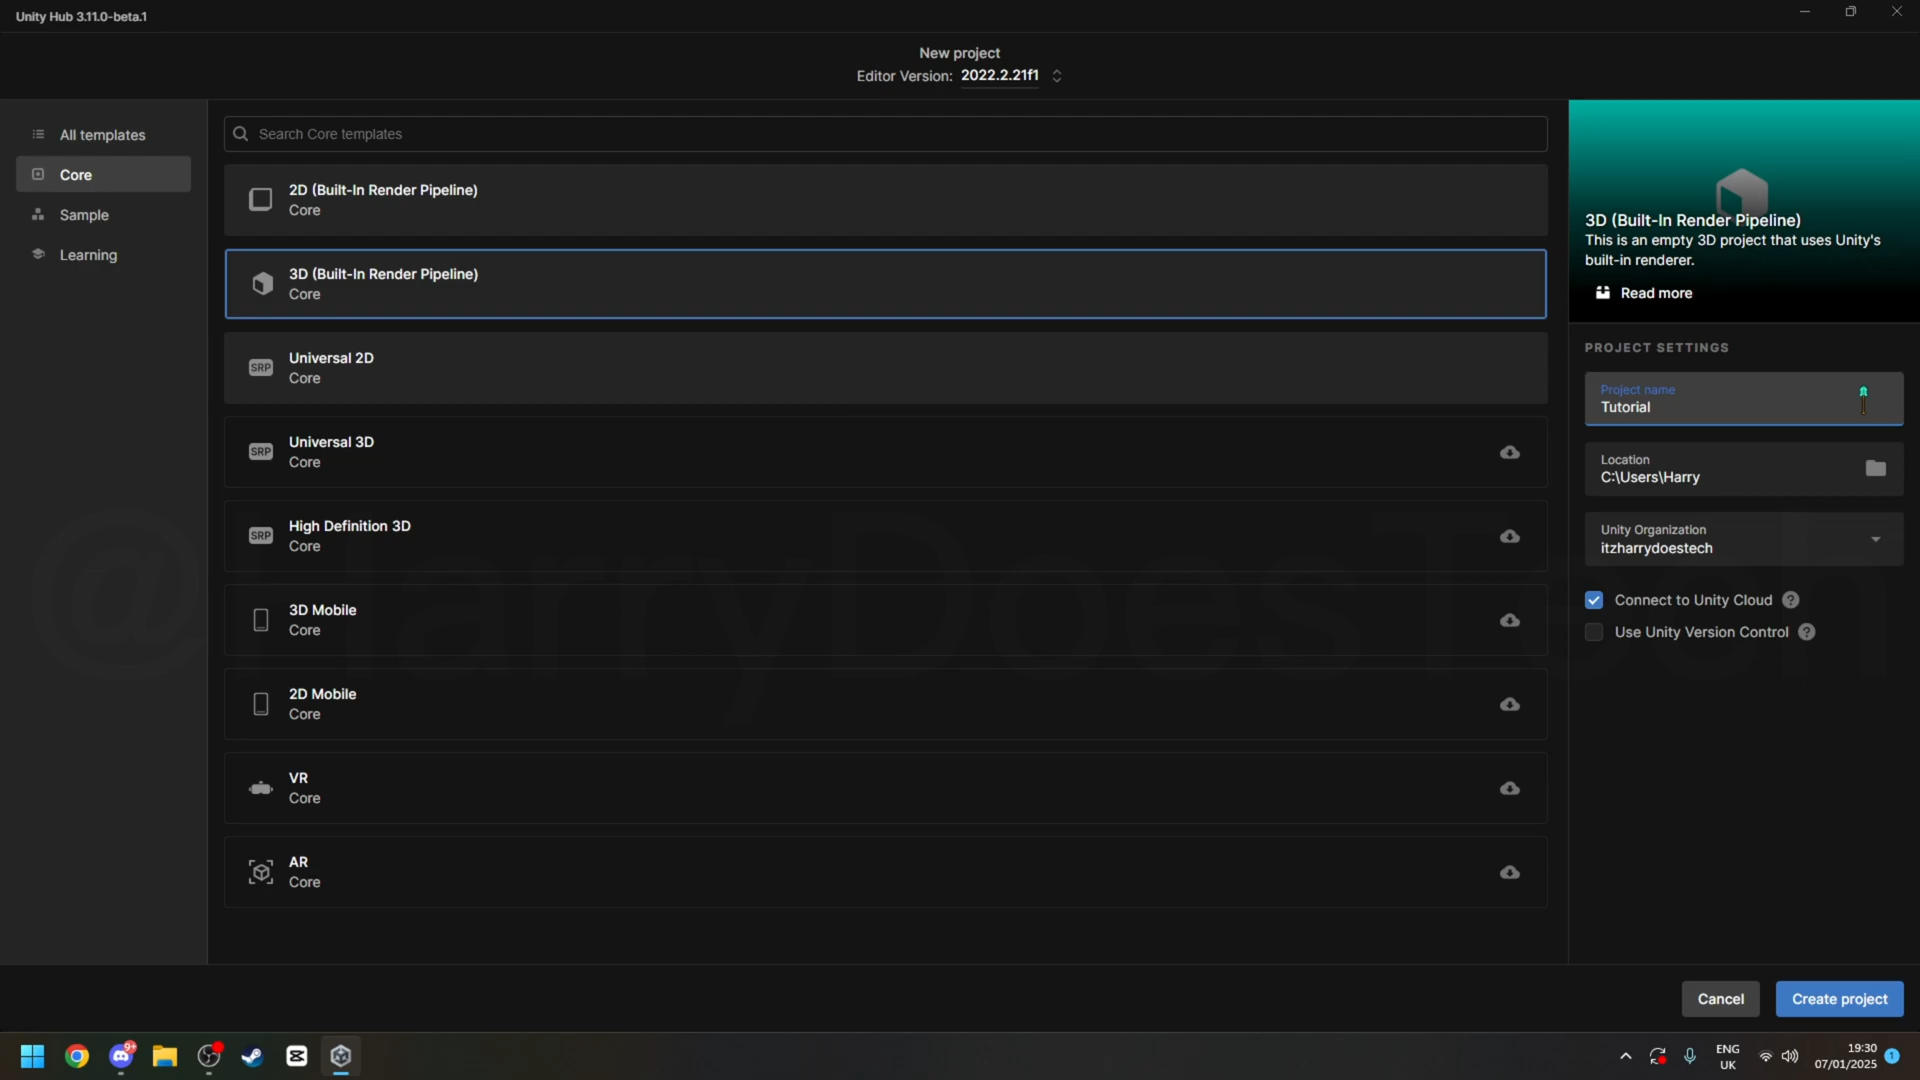 Unity Hub 3.11.0-beta.1
New project
Editor Version: 2022.2.21f1
All templates
Core
Sample
Learning
Search Core templates
2D (Built-In Render Pipeline)
Core
3D (Built-In Render Pipeline)
Core
SRP
Universal 2D
Core
SRP
Universal 3D
Core
SRP
High Definition 3D
Core
3D Mobile
Core
2D Mobile
Core
VR
Core
AR
Core
3D (Built-In Render Pipeline)
This is an empty 3D project that uses Unity's
built-in renderer.
Read more
PROJECT SETTINGS
Project name
Tutorial
Location
C:\Users\Harry
Unity Organization
itzharrydoestech
Connect to Unity Cloud ?
Use Unity Version Control ?
@HarryDoesTech
Cancel
Create project
9+
ENG
UK
19:30
07/01/2025
1